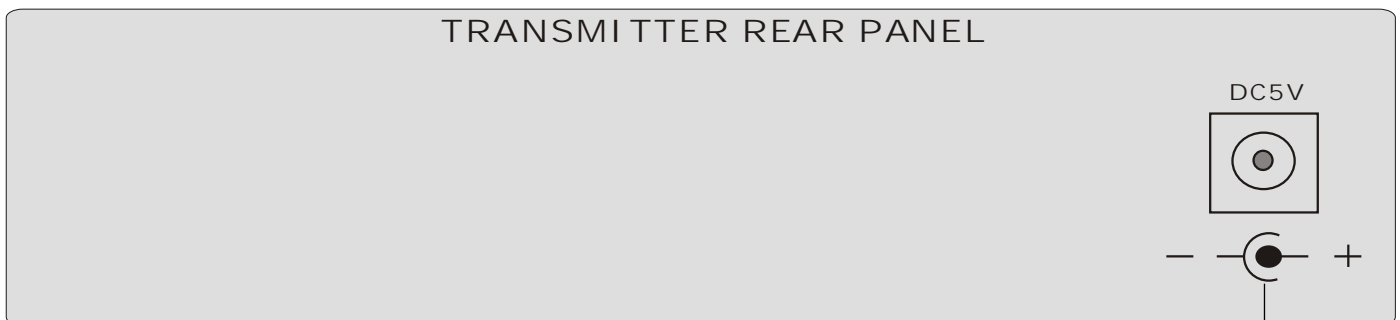 TRANSMITTER REAR PANEL
DC5V
— +